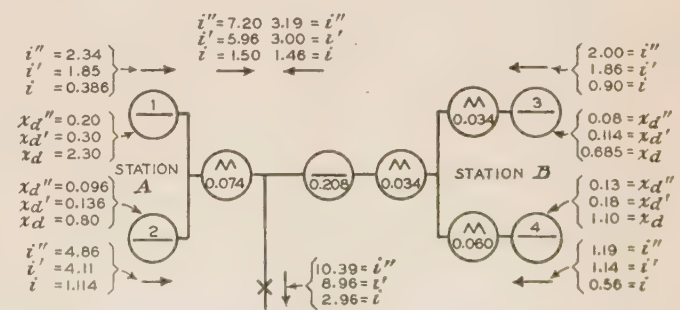 i″=7.20 3.19=i″
i′=5.96 3.00=i′
i=1.50 1.46=i
i″=2.34
i′=1.85
i=0.386
2.00=i″
1.86=i′
0.90=i
1
xd″=0.20
xd′=0.30
xd=2.30
M
0.034
3
0.08=xd″
0.114=xd′
0.685=xd
STATION
A
M
0.074
0.208
M
0.034
STATION B
xd″=0.096
xd′=0.136
xd=0.80
2
M
0.060
4
0.13=xd″
0.18=xd′
1.10=xd
i″=4.86
i′=4.11
i=1.114
10.39=i″
8.96=i′
2.96=i
1.19=i″
1.14=i′
0.56=i